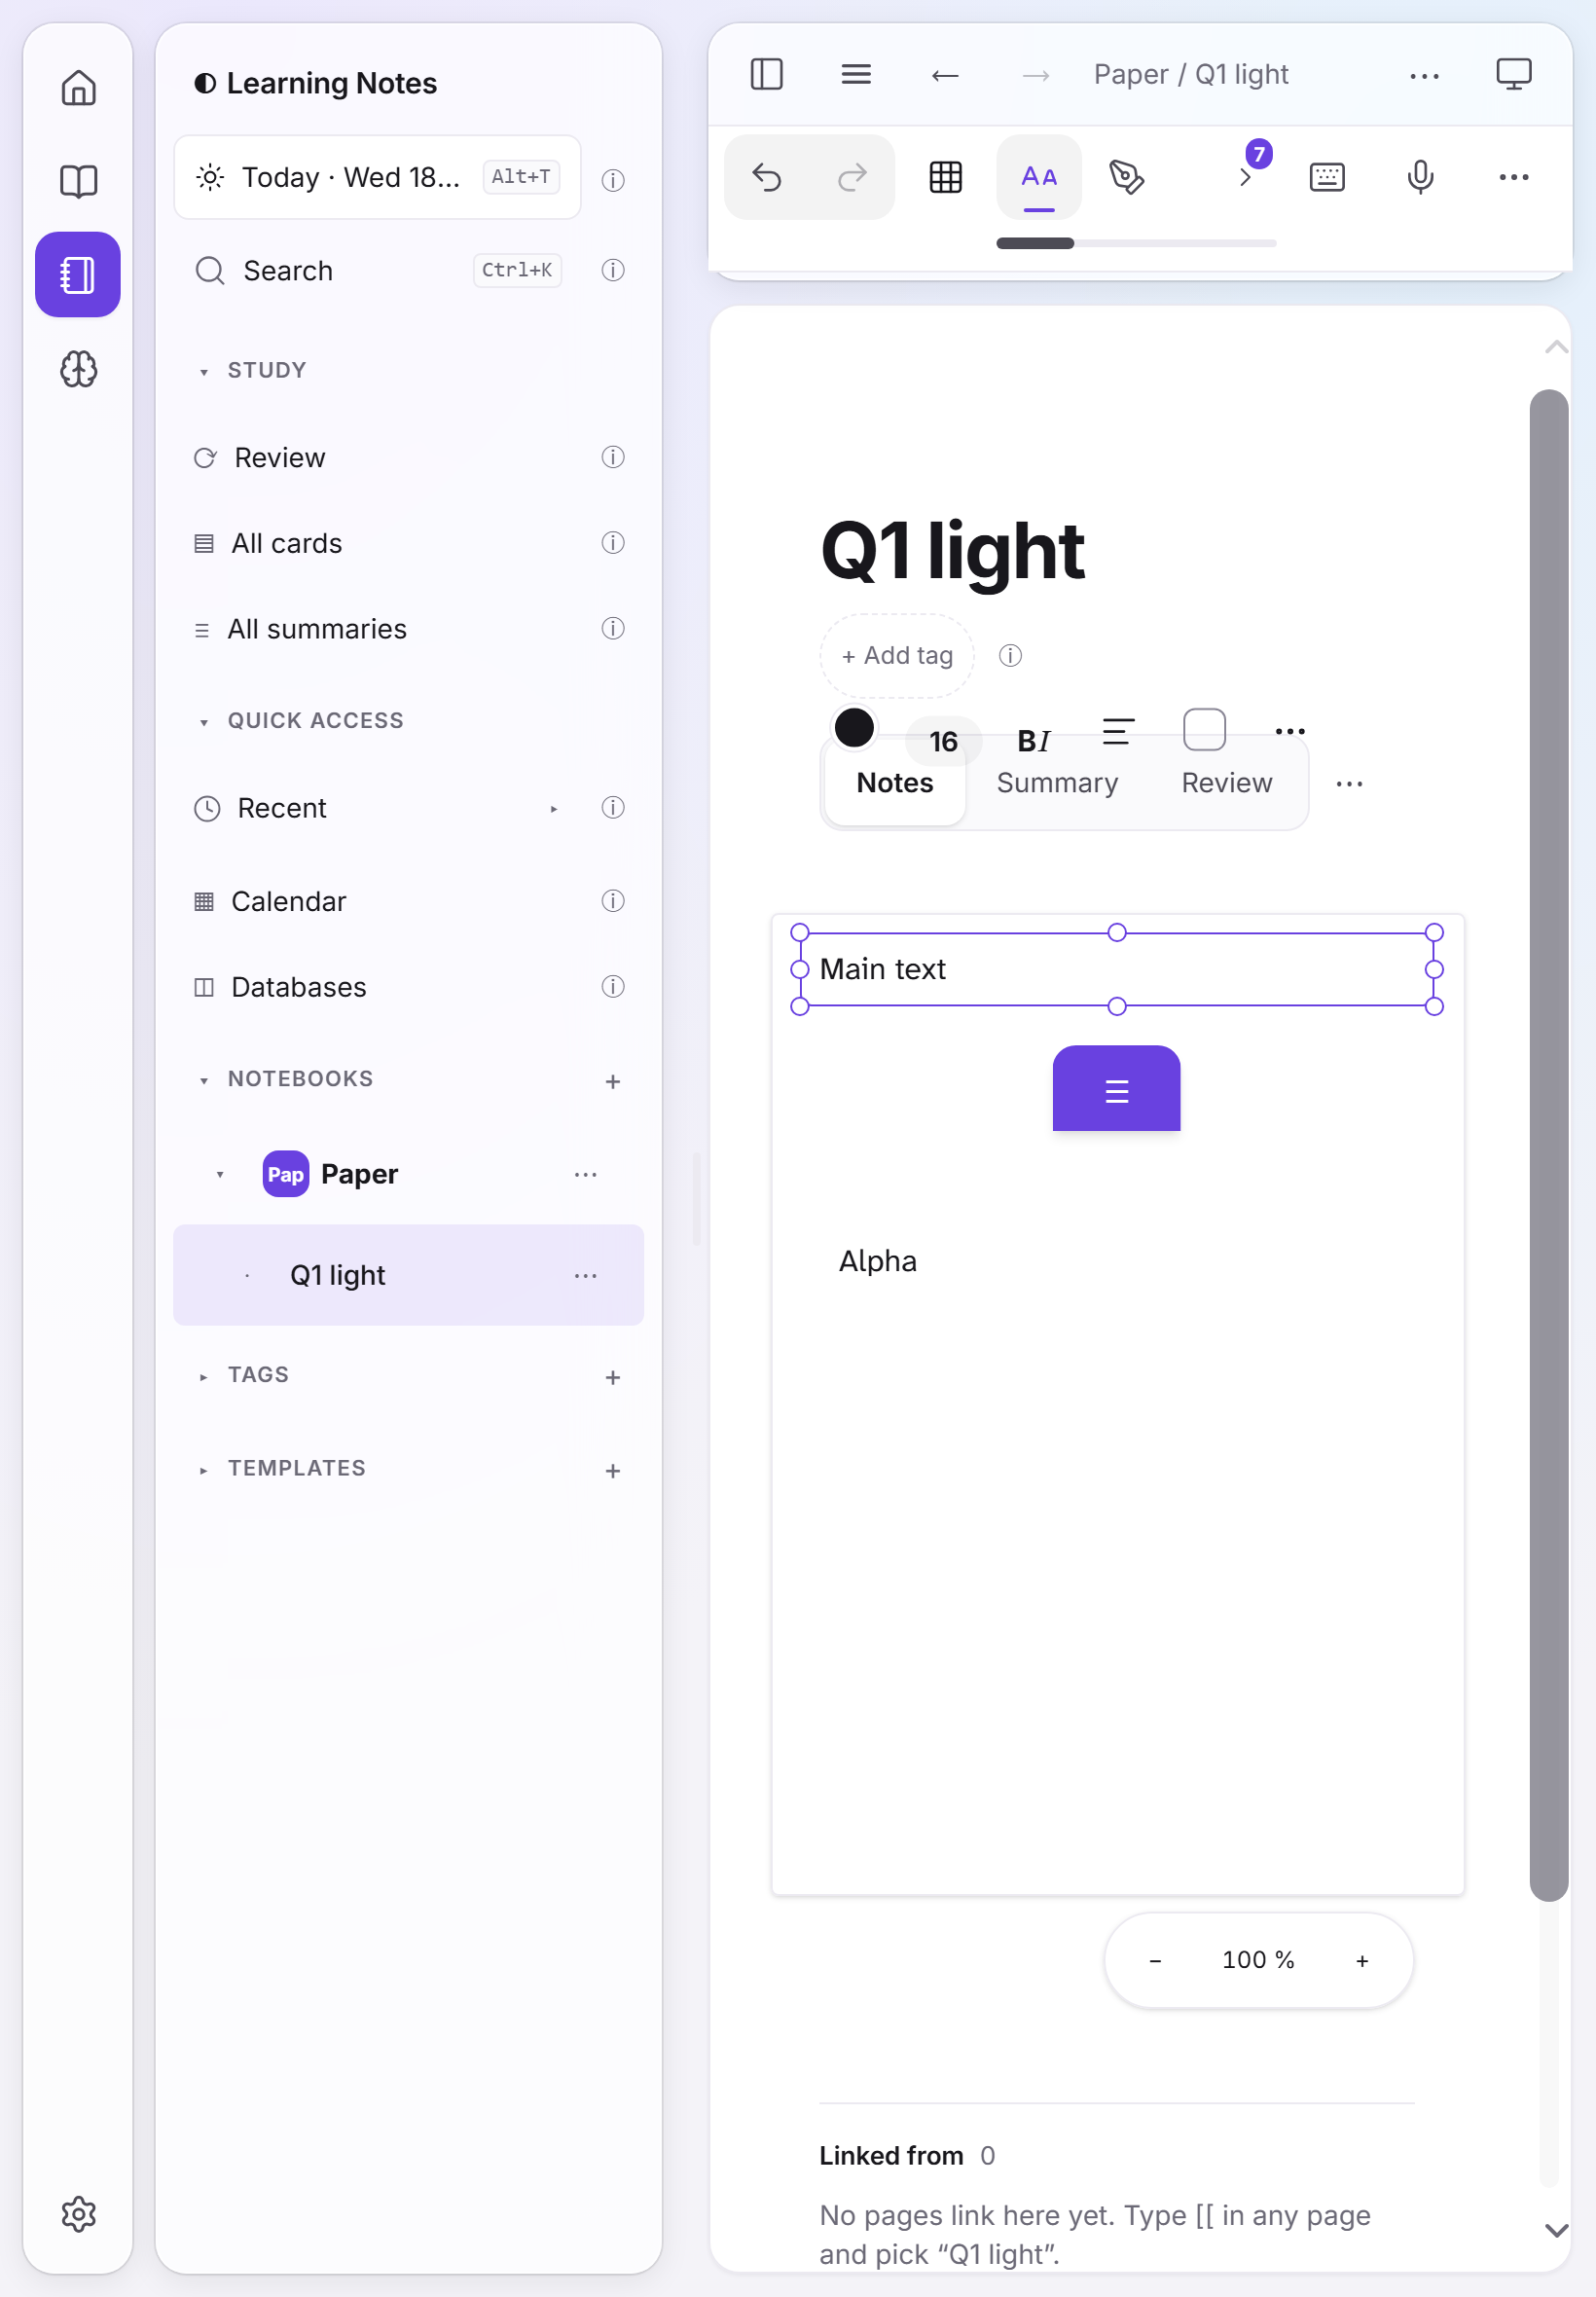 Learning Notes
Today · Wed 18... Alt+T
Search Ctrl+K
STUDY
Review
All cards
All summaries
QUICK ACCESS
Recent
Calendar
Databases
NOTEBOOKS +
Pap Paper ...
Q1 light ...
TAGS +
TEMPLATES +
Paper / Q1 light ...
AA 7
Q1 light
+ Add tag
16 BI
Notes Summary Review ...
Main text
Alpha
− 100 % +
Linked from 0
No pages link here yet. Type [[ in any page
and pick “Q1 light”.